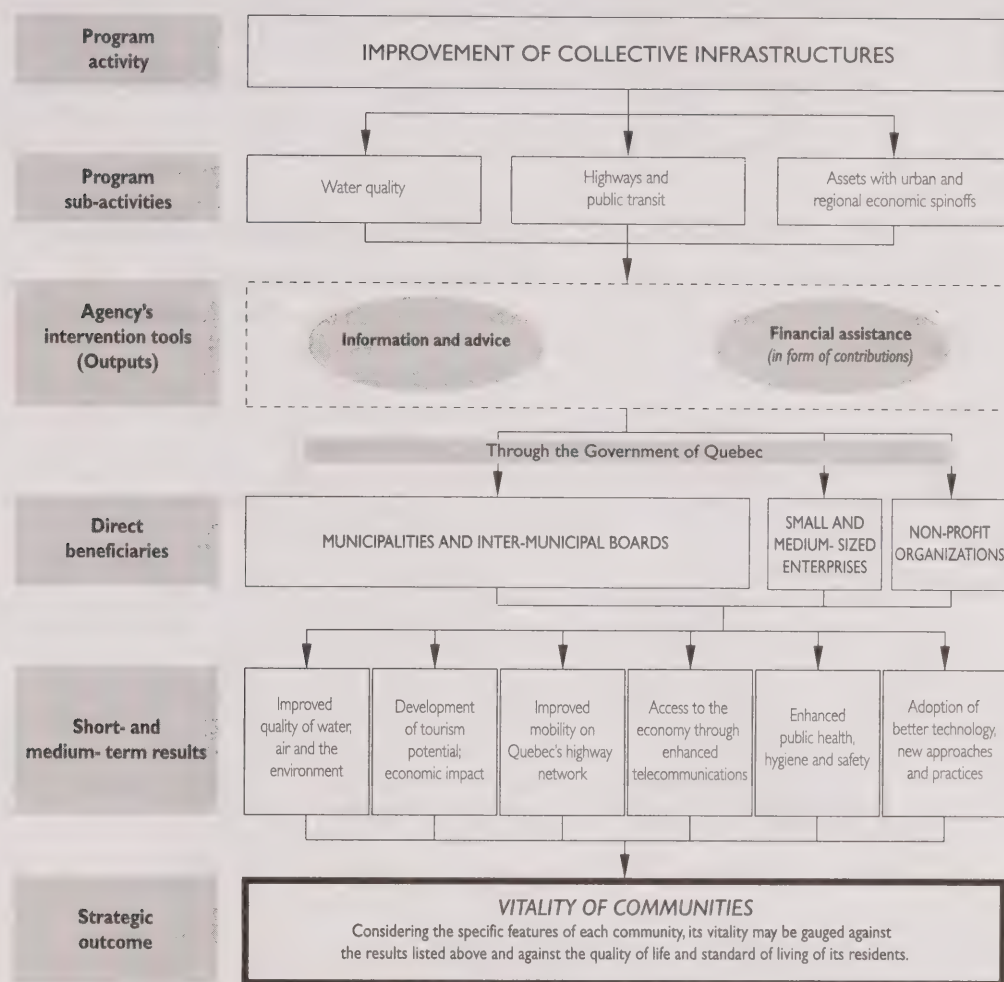 Program
activity
IMPROVEMENT OF COLLECTIVE INFRASTRUCTURES
Program
sub-activities
Water quality
Highways and
public transit
Assets with urban and
regional economic spinoffs
Agency's
intervention tools
(Outputs)
Information and advice
Financial assistance
(in form of contributions)
Through the Government of Quebec
Direct
beneficiaries
MUNICIPALITIES AND INTER-MUNICIPAL BOARDS
SMALL AND
MEDIUM- SIZED
ENTERPRISES
NON-PROFIT
ORGANIZATIONS
Short- and
medium- term results
Improved
quality of water,
air and the
environment
Development
of tourism
potential;
economic impact
Improved
mobility on
Quebec's highway
network
Access to the
economy through
enhanced
telecommunications
Enhanced
public health,
hygiene and safety
Adoption of
better technology,
new approaches
and practices
Strategic
outcome
VITALITY OF COMMUNITIES
Considering the specific features of each community, its vitality may be gauged against
the results listed above and against the quality of life and standard of living of its residents.